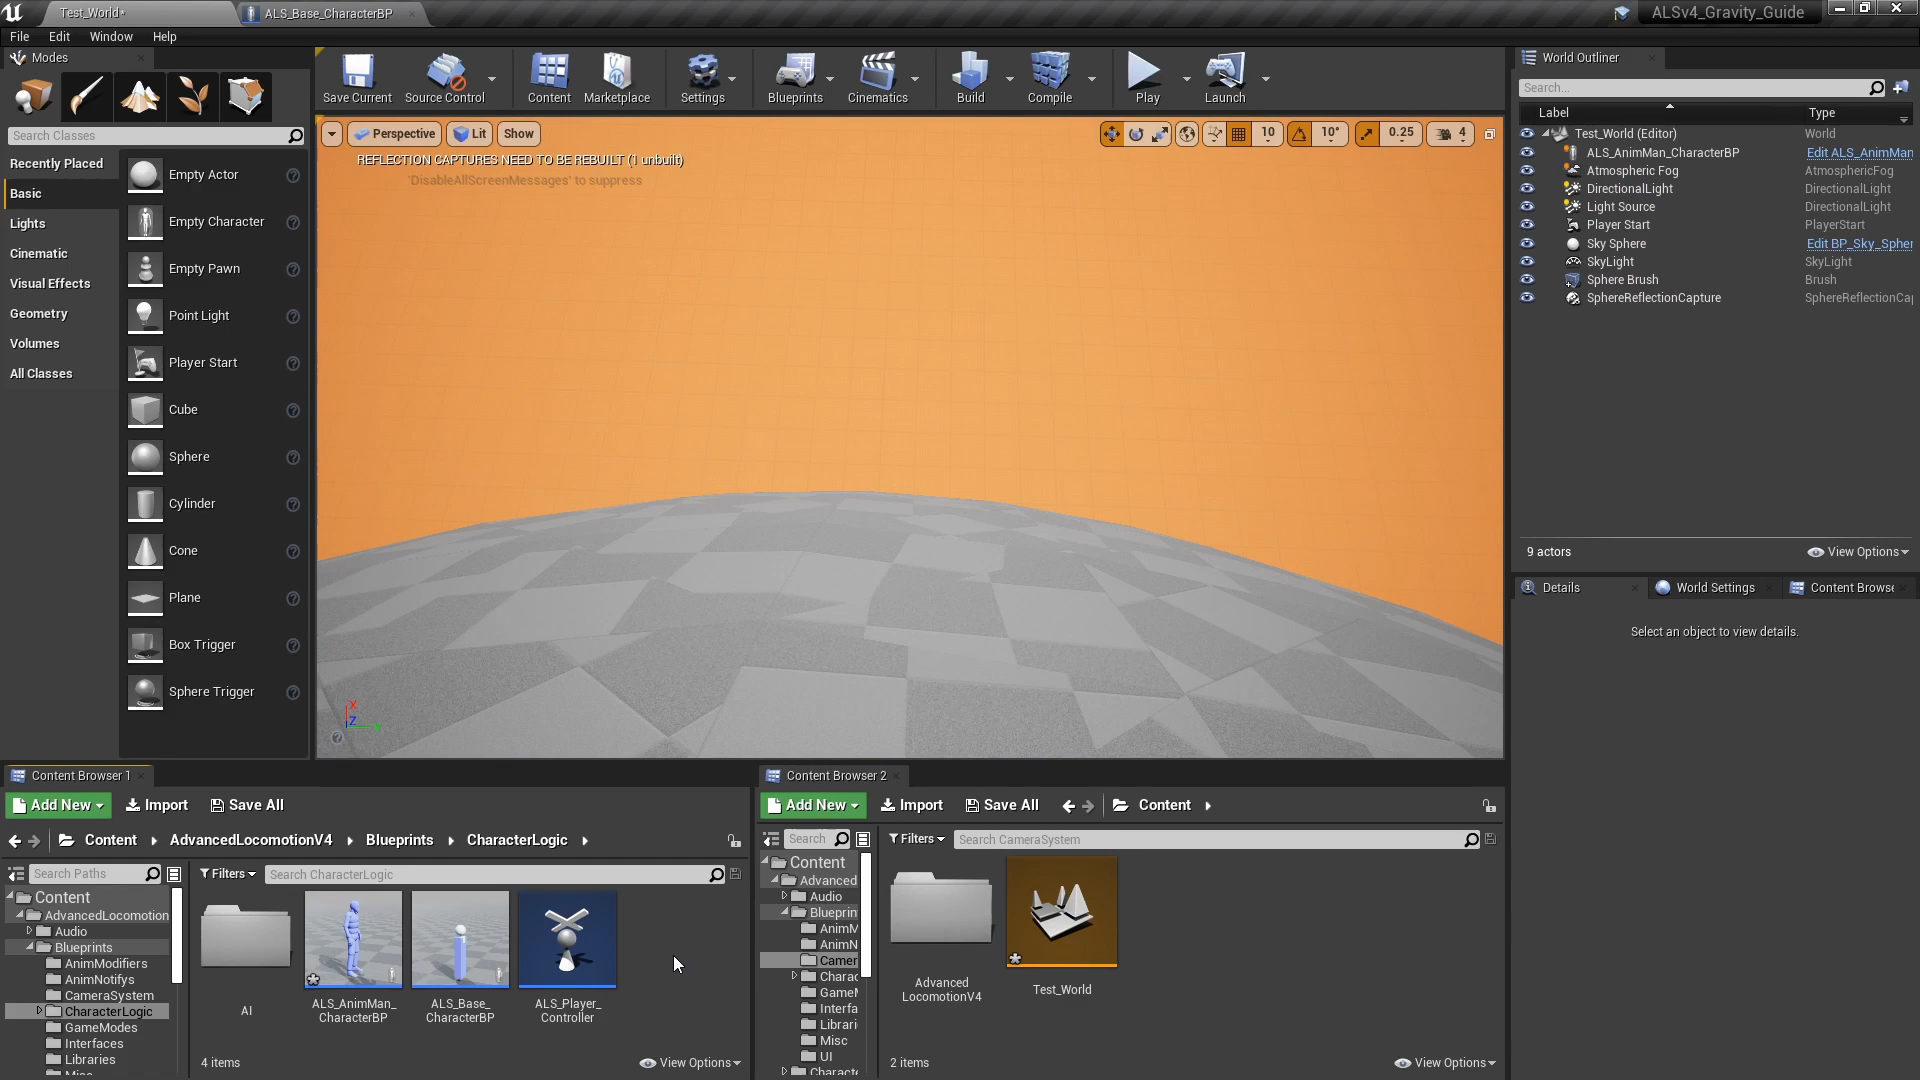 Test_World•
ALS_Base_CharacterBP
ALSv4_Gravity_Guide
File Edit Window Help
Modes
Search Classes
Recently Placed
Basic
Lights
Cinematic
Visual Effects
Geometry
Volumes
All Classes
Empty Actor
Empty Character
Empty Pawn
Point Light
Player Start
Cube
Sphere
Cylinder
Cone
Plane
Box Trigger
Sphere Trigger
Save Current
Source Control
Content
Marketplace
Settings
Blueprints
Cinematics
Build
Compile
Play
Launch
Perspective
Lit
Show
10
10°
0.25
4
REFLECTION CAPTURES NEED TO BE REBUILT (1 unbuilt)
'DisableAllScreenMessages' to suppress
X
Z
Y
World Outliner
Search...
Label Type
Test_World (Editor) World
ALS_AnimMan_CharacterBP Edit ALS_AnimMan
Atmospheric Fog AtmosphericFog
DirectionalLight DirectionalLight
Light Source DirectionalLight
Player Start PlayerStart
Sky Sphere Edit BP_Sky_Spher
SkyLight SkyLight
Sphere Brush Brush
SphereReflectionCapture SphereReflectionCa
9 actors
View Options
Details
World Settings
Content Browse
Select an object to view details.
Content Browser 1
Add New
Import
Save All
Content AdvancedLocomotionV4 Blueprints CharacterLogic
Search Paths
Filters
Search CharacterLogic
Content
AdvancedLocomotion
Audio
Blueprints
AnimModifiers
AnimNotifys
CameraSystem
CharacterLogic
GameModes
Interfaces
Libraries
Misc
AI
ALS_AnimMan_
CharacterBP
ALS_Base_
CharacterBP
ALS_Player_
Controller
4 items
View Options
Content Browser 2
Add New
Import
Save All
Content
Search
Filters
Search CameraSystem
Content
Advanced
Audio
Blueprin
AnimM
AnimN
Camer
Charac
GameM
Interfa
Librari
Misc
UI
Characte
Advanced
LocomotionV4
Test_World
2 items
View Options